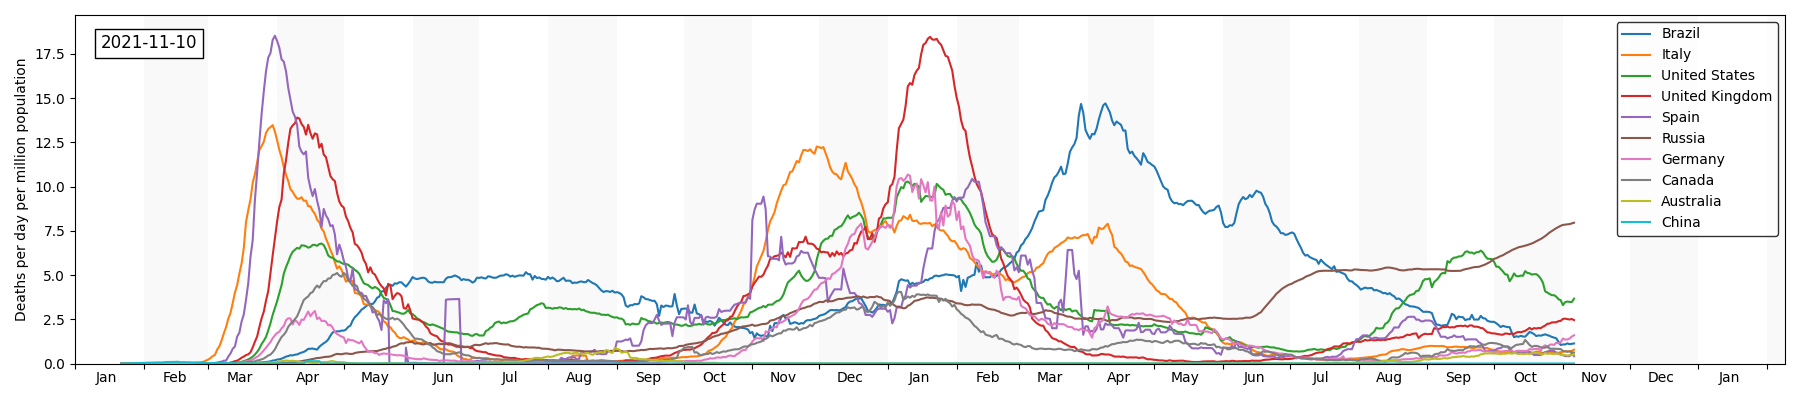 2021-11-10
Deaths per day per million population
17.5
15.0
12.5
10.0
7.5
5.0
2.5
0.0
Jan Feb Mar Apr May Jun Jul Aug Sep Oct Nov Dec Jan Feb Mar Apr May Jun Jul Aug Sep Oct Nov Dec Jan
Brazil
Italy
United States
United Kingdom
Spain
Russia
Germany
Canada
Australia
China